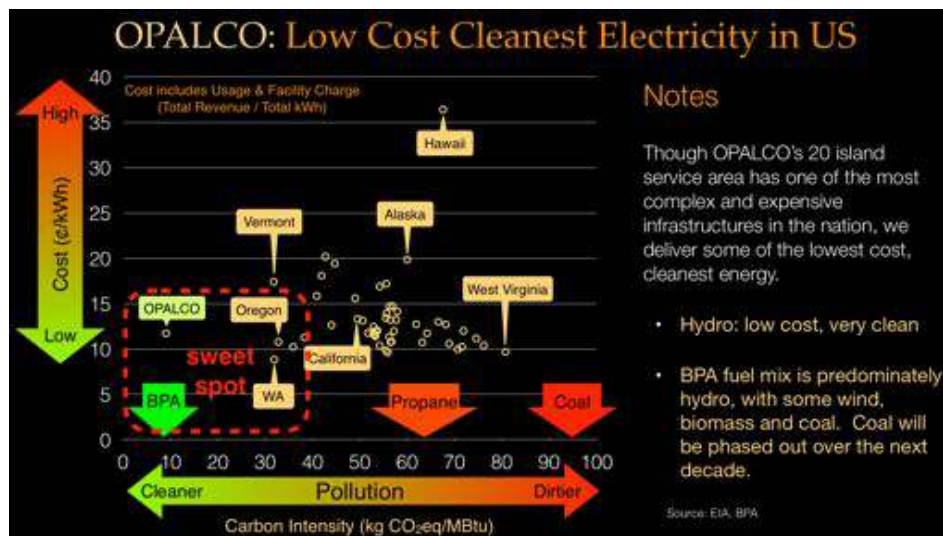 OPALCO: Low Cost Cleanest Electricity in US
Cost includes Usage & Facility Charge
(Total Revenue / Total kWh)
High
Cost (¢/kWh)
Low
40
35
30
25
20
15
10
5
0
Hawaii
Alaska
Vermont
West Virginia
OPALCO
Oregon
California
sweet
spot
WA
BPA
Propane
Coal
0 10 20 30 40 50 60 70 80 90 100
Cleaner
Pollution
Dirtier
Carbon Intensity (kg CO₂eq/MBtu)
Notes
Though OPALCO's 20 island
service area has one of the most
complex and expensive
infrastructures in the nation, we
deliver some of the lowest cost,
cleanest energy.
• Hydro: low cost, very clean
• BPA fuel mix is predominately
hydro, with some wind,
biomass and coal. Coal will
be phased out over the next
decade.
Source: EIA, BPA